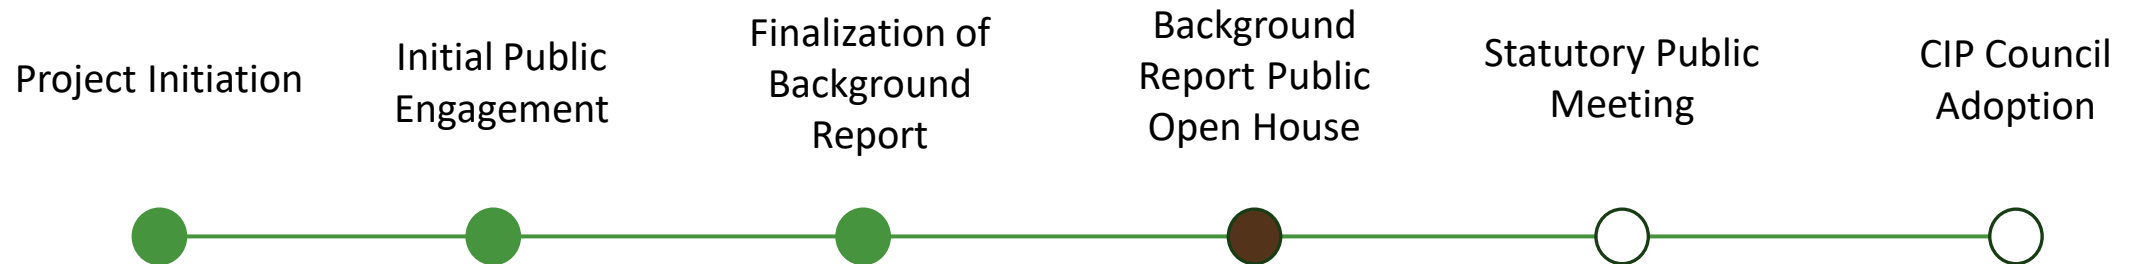 Project Initiation
Initial Public
Engagement
Finalization of
Background
Report
Background
Report Public
Open House
Statutory Public
Meeting
CIP Council
Adoption